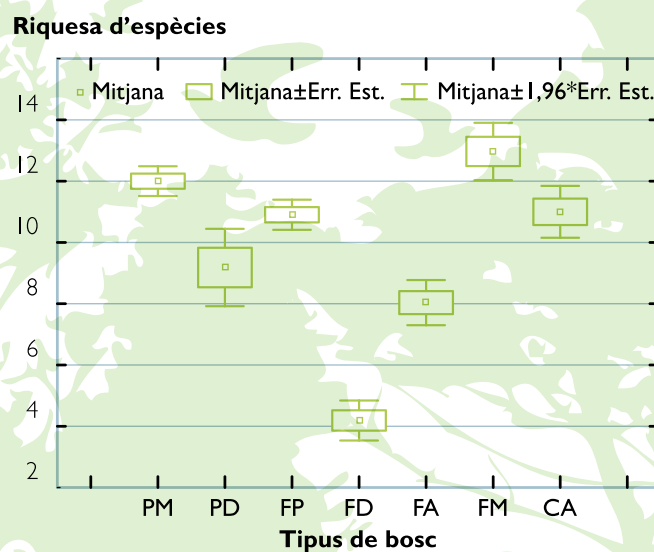 Riquesa d’espècies
Mitjana Mitjana±Err. Est. Mitjana±1,96*Err. Est.
14
12
10
8
6
4
2
PM PD FP FD FA FM CA
Tipus de bosc